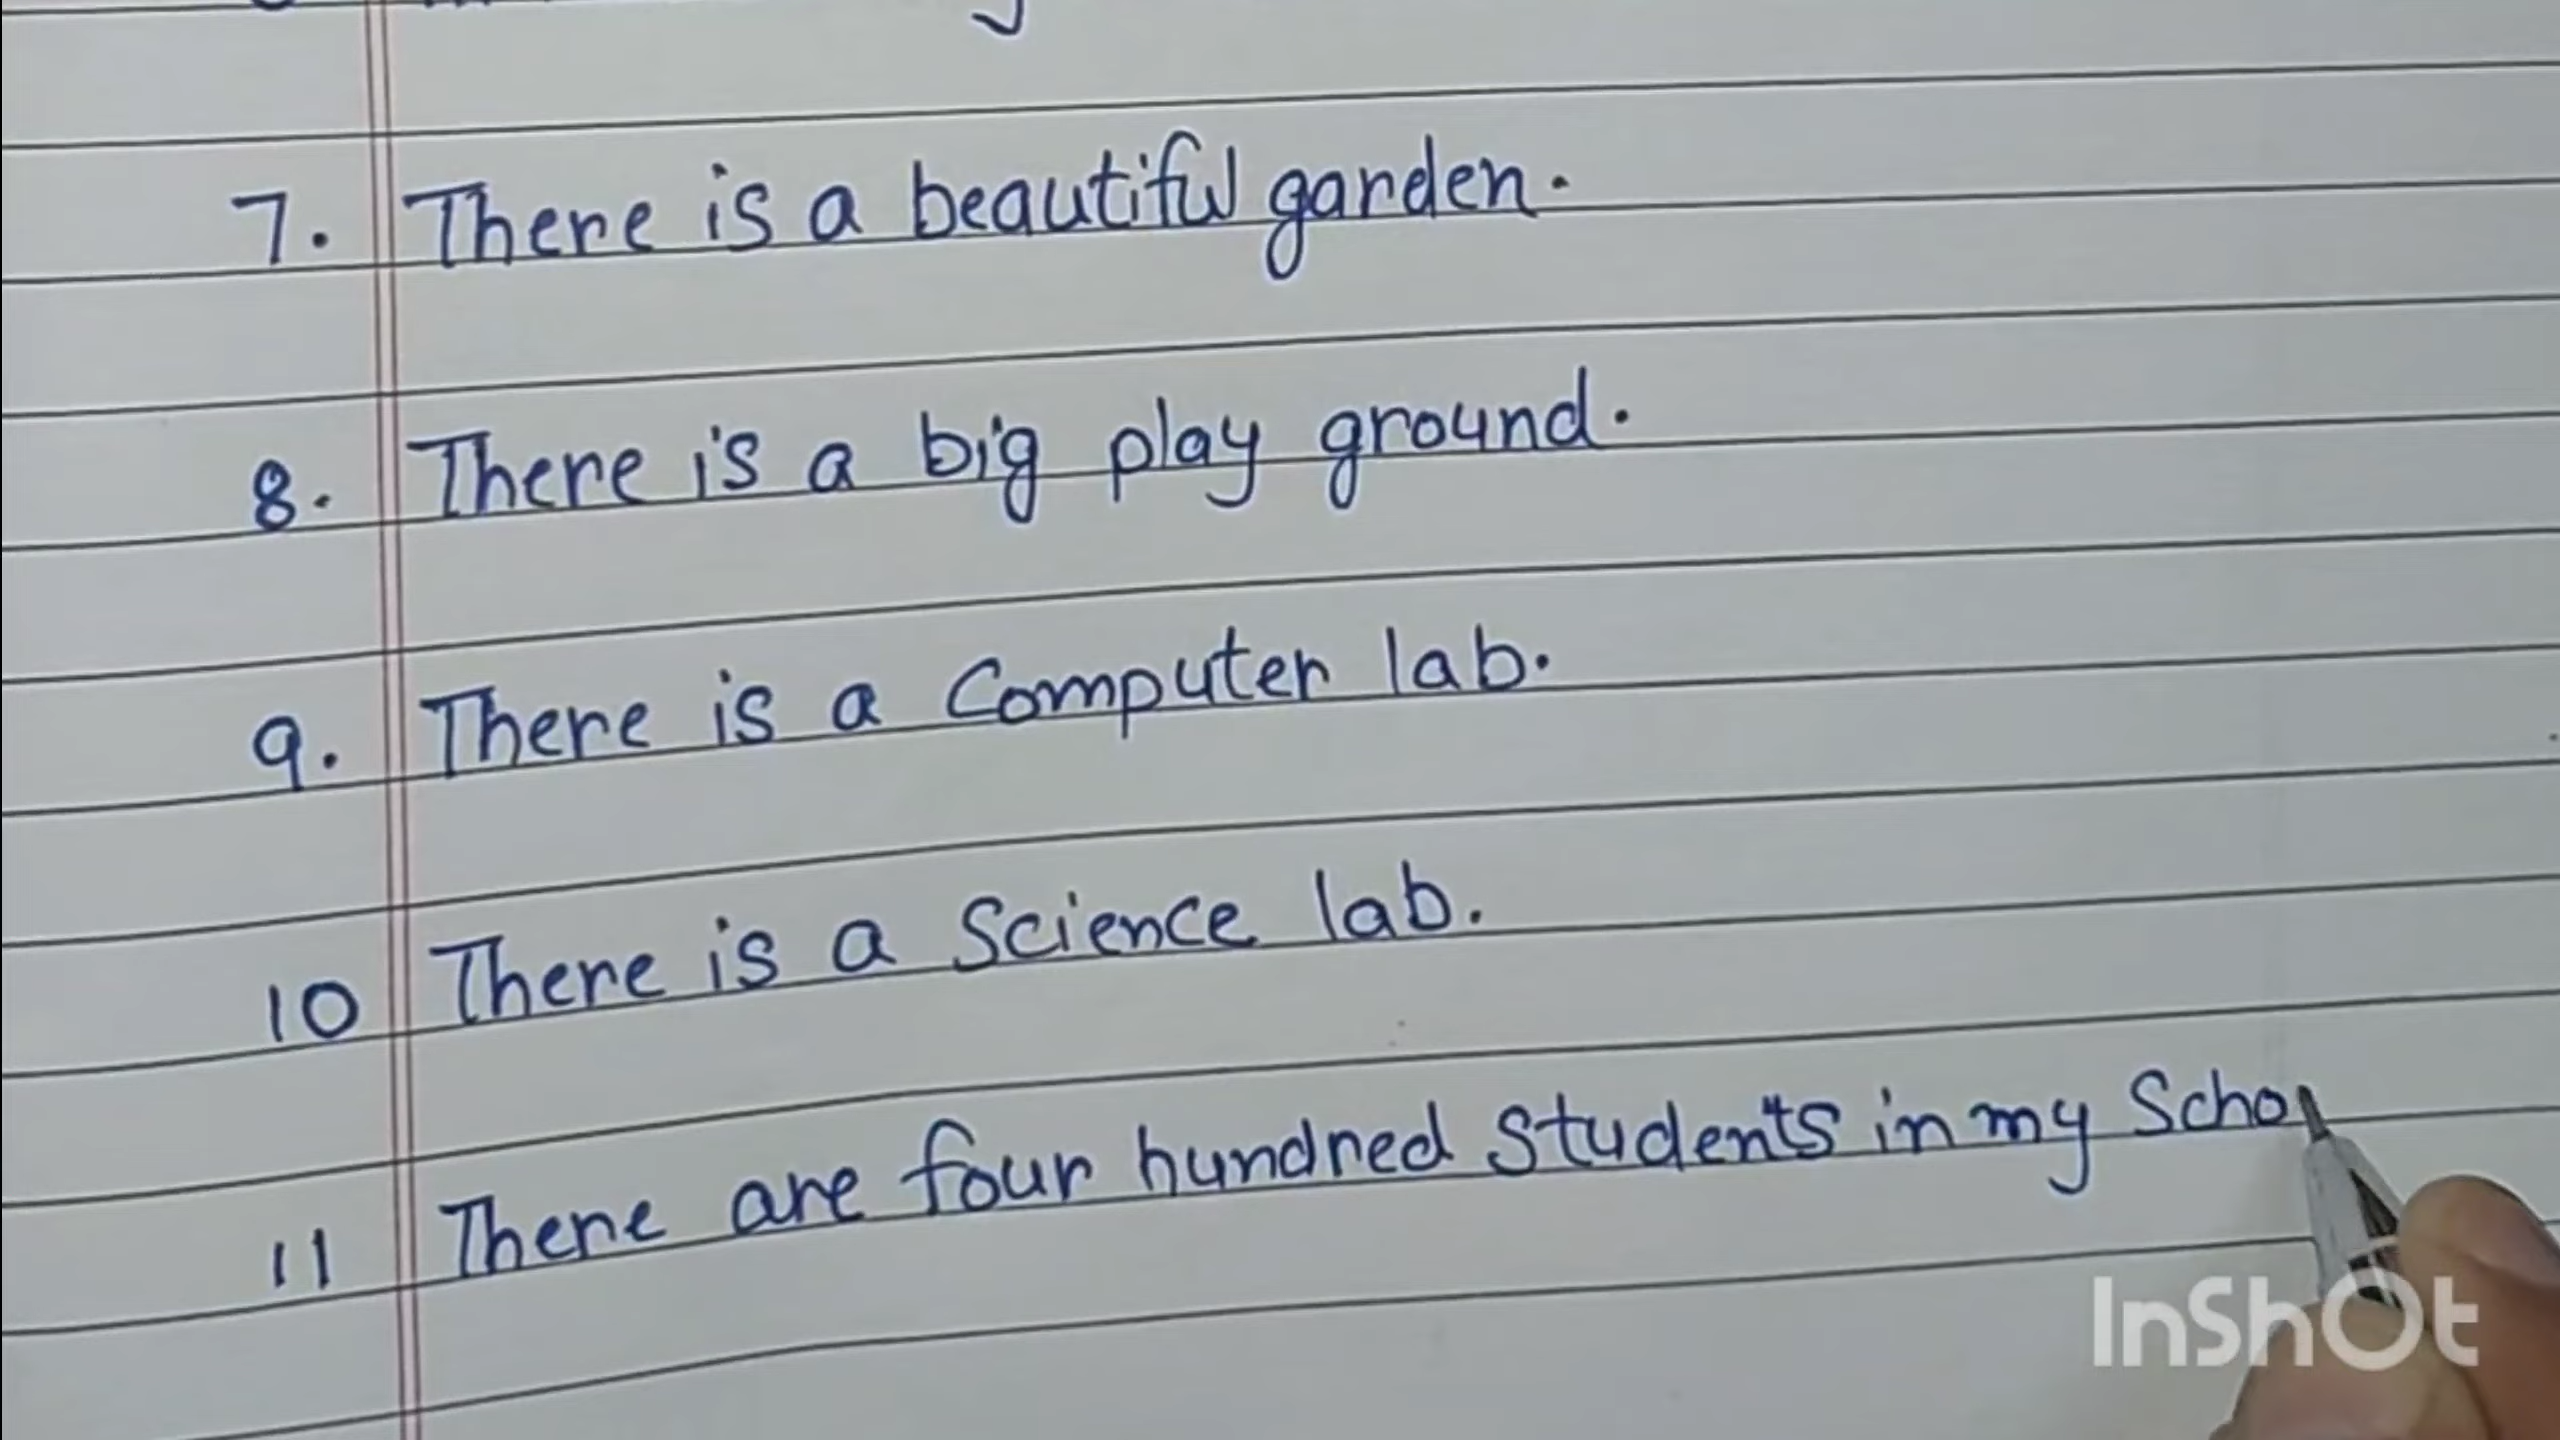 7. There is a beautiful garden.
8. There is a big play ground.
9. There is a Computer lab.
10 There is a Science lab.
11 There are four hundred Students in my Scho
InShOt